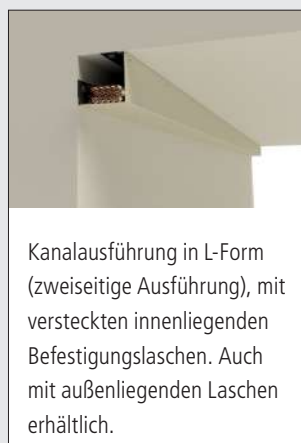 Kanalausführung in L-Form
(zweiseitige Ausführung), mit
versteckten innenliegenden
Befestigungslaschen. Auch
mit außenliegenden Laschen
erhältlich.